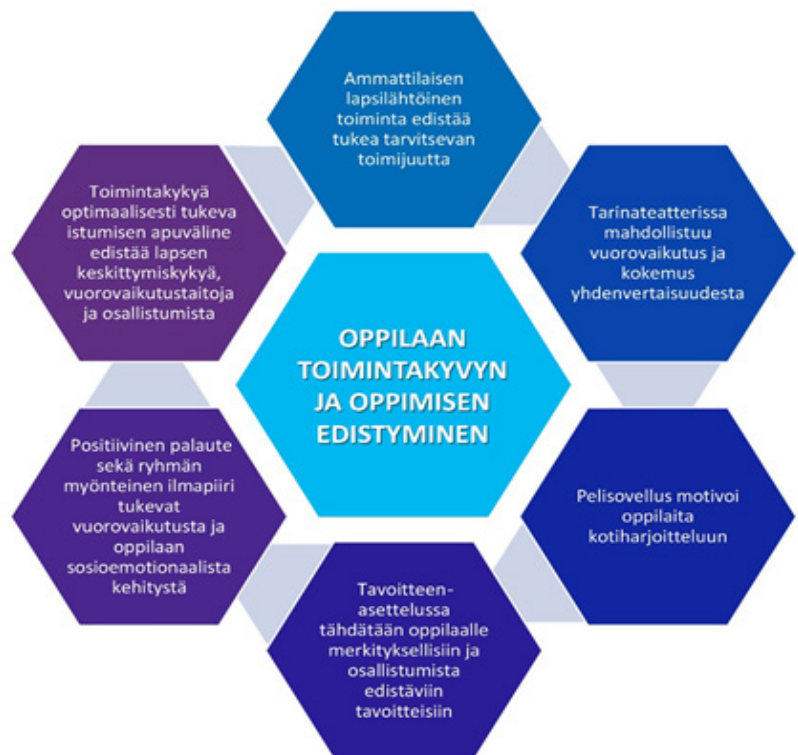 Ammattilaisen
lapsilähtöinen
toiminta edistää
tukea tarvitsevan
toimijuutta
Tarinateatterissa
mahdollistuu
vuorovaikutus ja
kokemus
yhdenvertaisuudesta
Pelisovellus motivoi
oppilaita
kotiharjoitteluun
Tavoitteen-
asettelussa
tähdätään oppilaalle
merkityksellisiin ja
osallistumista
edistäviin
tavoitteisiin
Positiivinen palaute
sekä ryhmän
myönteinen ilmapiiri
tukevat
vuorovaikutusta ja
oppilaan
sosioemotionaalista
kehitystä
Toimintakykyä
optimaalisesti tukeva
istumisen apuväline
edistää lapsen
keskittymiskykyä,
vuorovaikutustaitoja
ja osallistumista
OPPILAAN
TOIMINTAKYVYN
JA OPPIMISEN
EDISTYMINEN